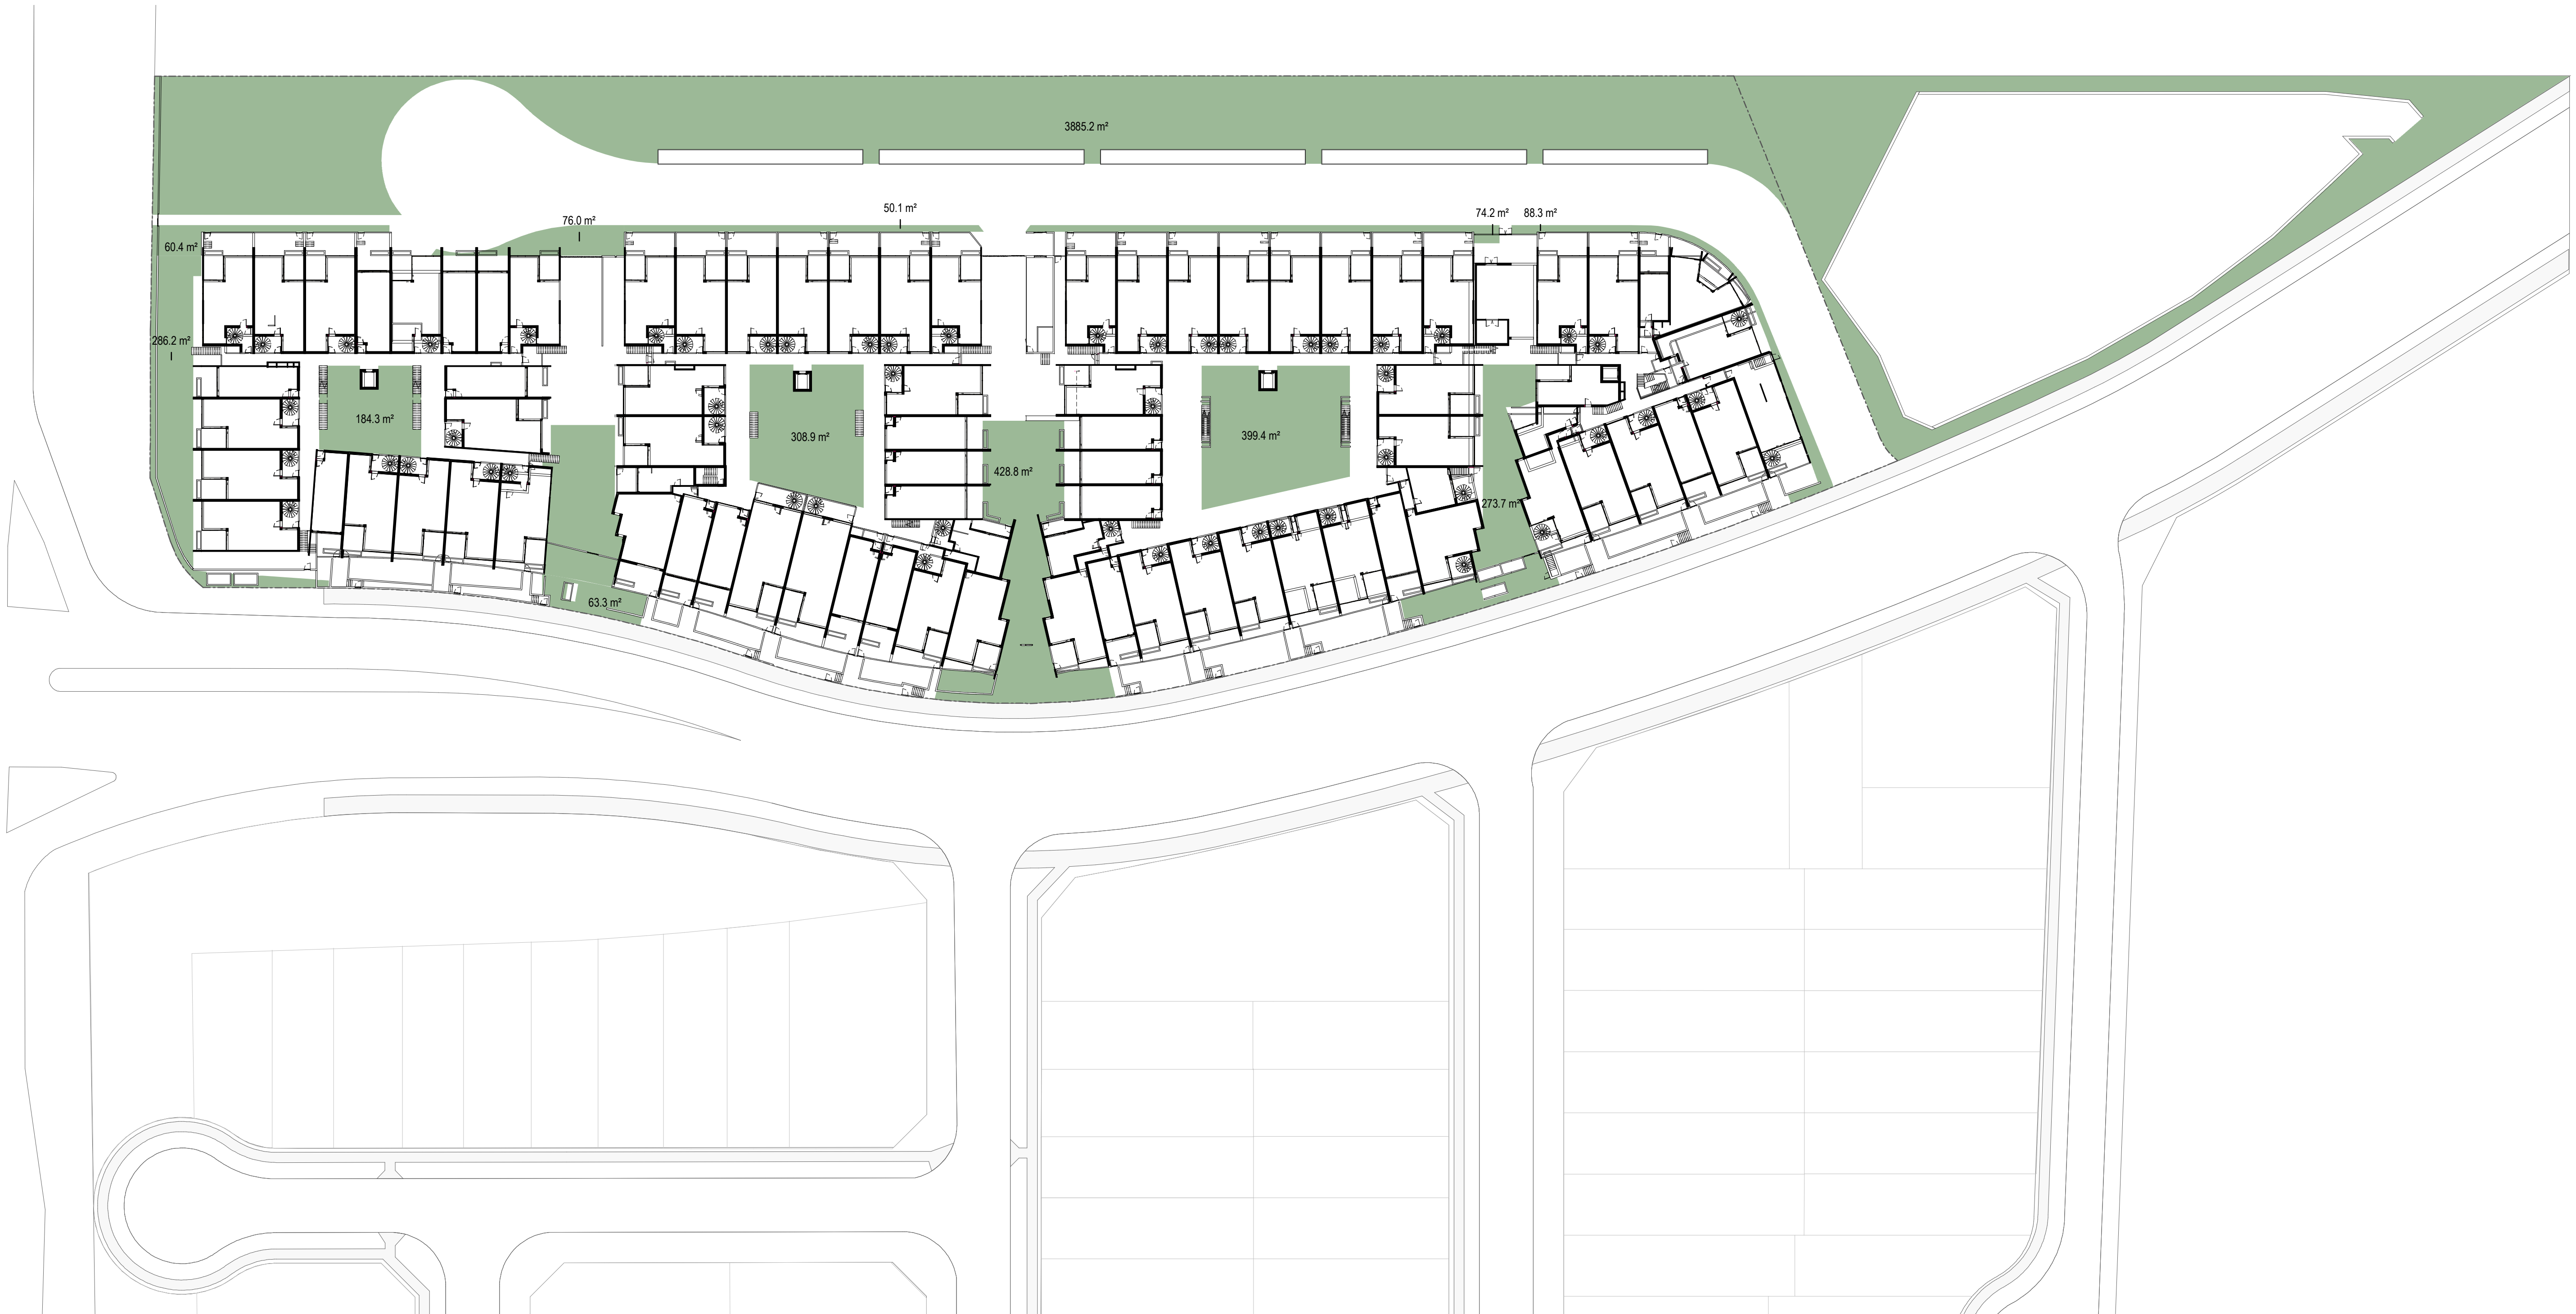 3885.2 m²
50.1 m²
74.2 m²
88.3 m²
76.0 m²
60.4 m²
286.2 m²
184.3 m²
308.9 m²
399.4 m²
428.8 m²
273.7 m²
63.3 m²